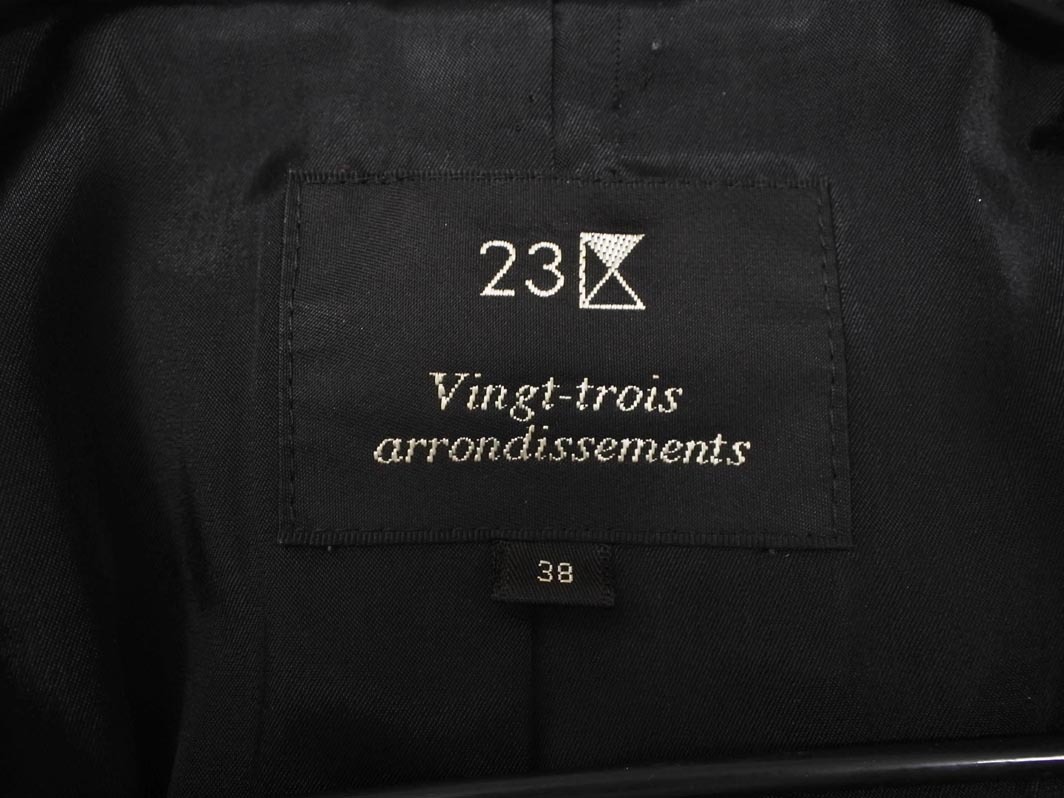 23区
Vingt-trois
arrondissements
38